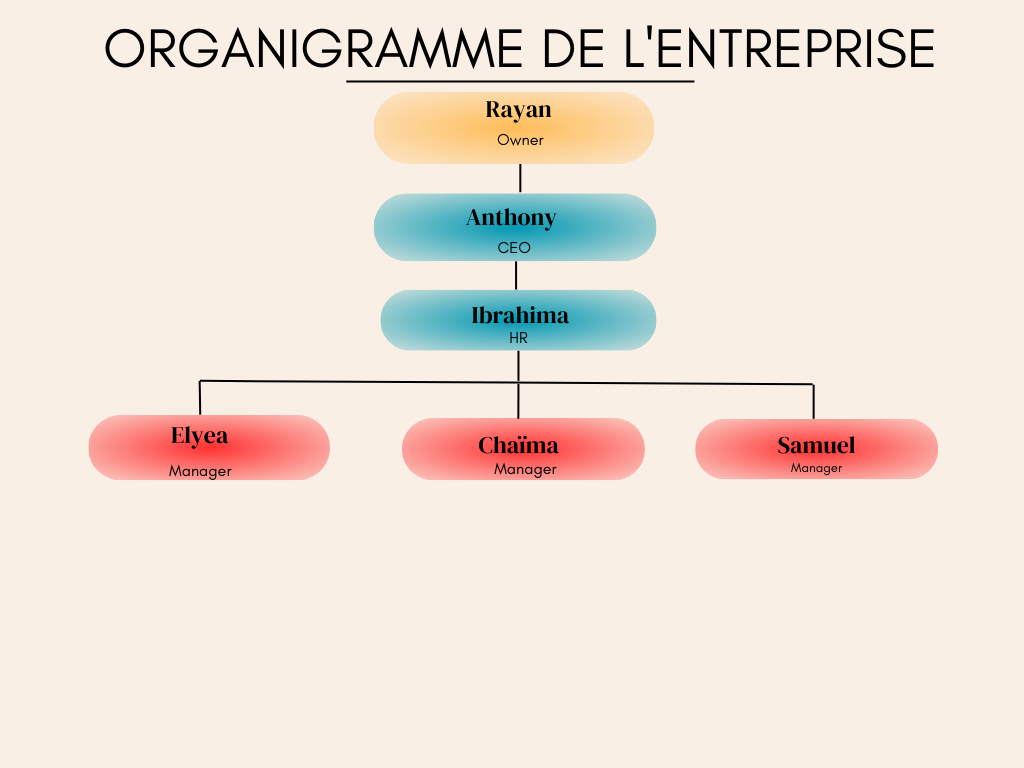 ORGANIGRAMME DE L'ENTREPRISE
Rayan
Owner
Anthony
CEO
Ibrahima
HR
Elyea
Manager
Chaïma
Manager
Samuel
Manager